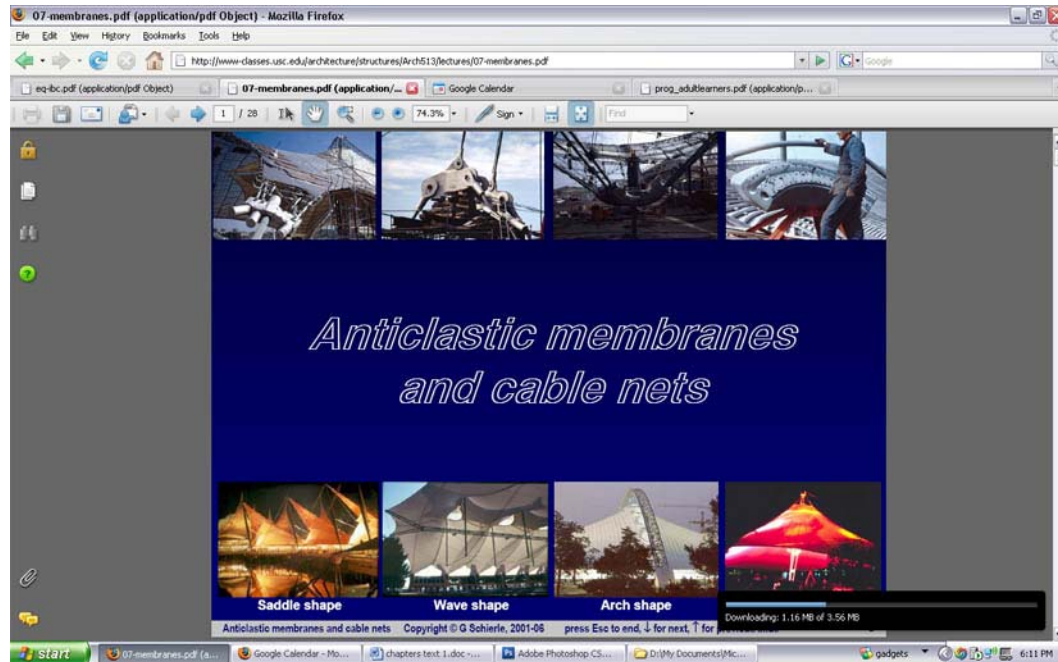 07-membranes.pdf (application/pdf Object) - Mozilla Firefox
File Edit View History Bookmarks Tools Help
http://www-classes.usc.edu/architecture/structures/Arch513/lectures/07-membranes.pdf
Google
eq-ibc.pdf (application/pdf Object)
07-membranes.pdf (application/...
Google Calendar
prog_adultlearners.pdf (application/p...
1 / 28
74.3%
Sign
Find
Anticlastic membranes
and cable nets
Saddle shape
Wave shape
Arch shape
Downloading: 1.16 MB of 3.56 MB
Anticlastic membranes and cable nets Copyright © G Schierle, 2001-06 press Esc to end, ↓ for next, ↑ for
start
07-membranes.pdf (a...
Google Calendar - Mo...
chapters text 1.doc -...
Adobe Photoshop CS...
D:\My Documents\Mic...
gadgets
6:11 PM